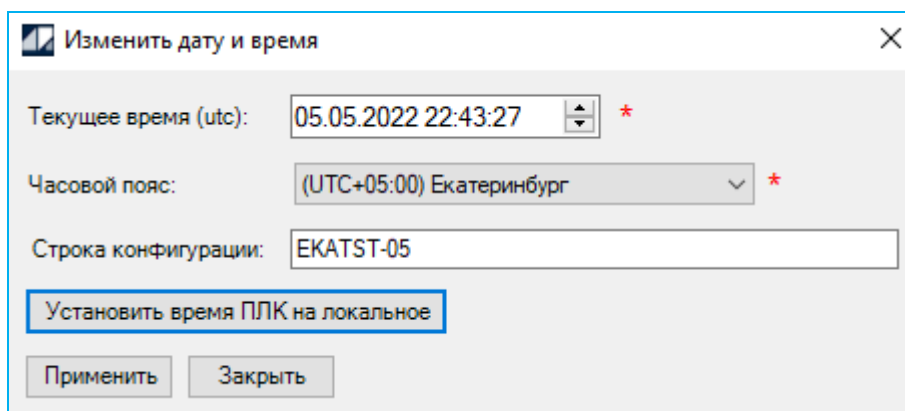 Изменить дату и время
Текущее время (utc): 05.05.2022 22:43:27 *
Часовой пояс: (UTC+05:00) Екатеринбург *
Строка конфигурации: EKATST-05
Установить время ПЛК на локальное
Применить Закрыть